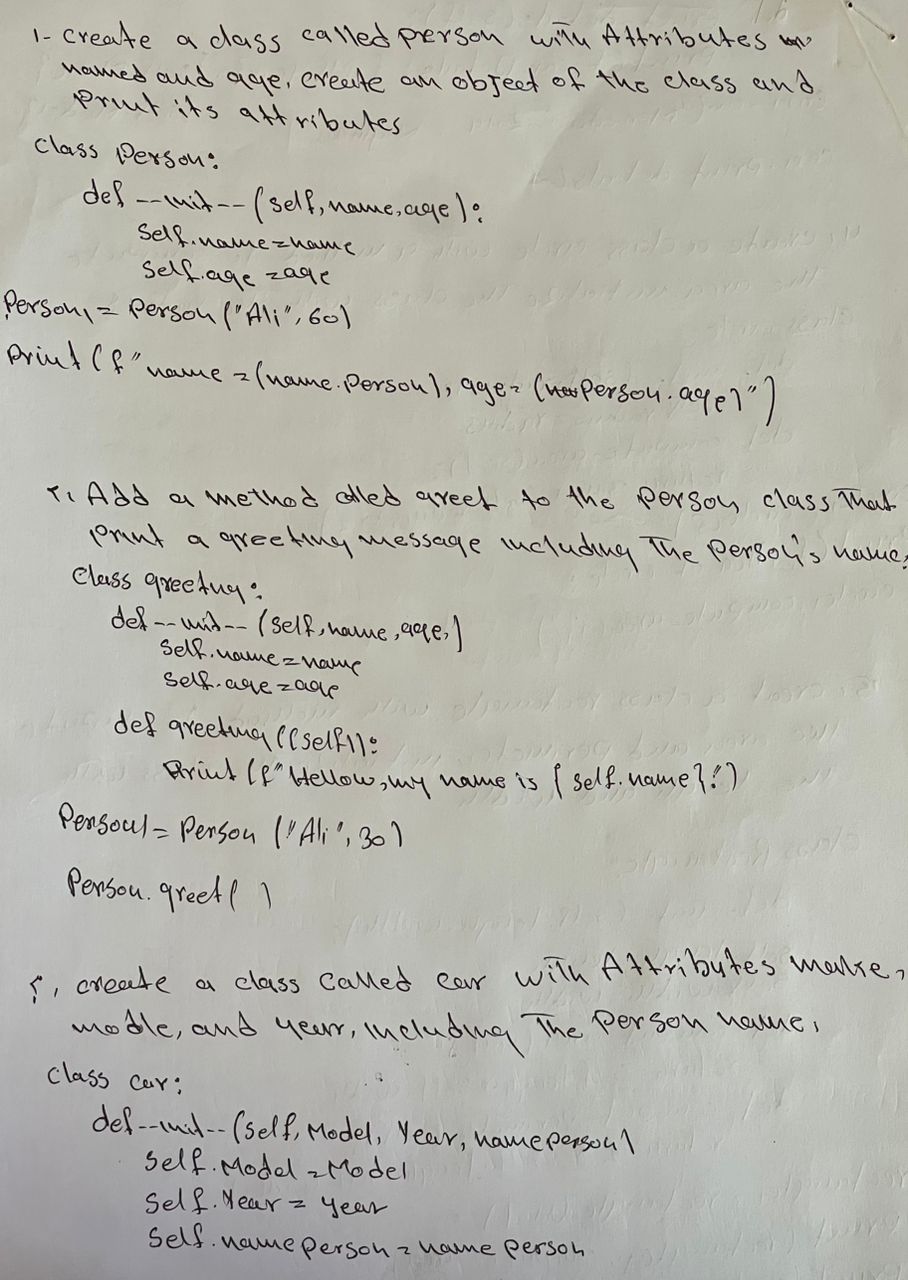 1- create a class called person with Attributes
named and age. create an object of the class and
print its attributes
class Person:
def --init-- (self, name, age):
self.name = name
self.age = age
Person1 = Person ("Ali", 60)
Print (f" name = (name.person), age = (person.age)")
2, Add a method called greet to the person class That
print a greeting message including The person's name,
class greeting:
def --init-- (self, name, age,)
self.name = name
self.age = age
def greeting ((self)):
Print (f" Hellow, my name is { self.name}!)
Person1 = Person ("Ali", 30)
Person.greet( )
3, create a class called car with Attributes make,
modle, and year, including The person name,
class car:
def --init-- (self, Model, Year, nameperson)
self.Model = Model
self.Year = year
self.nameperson = name person